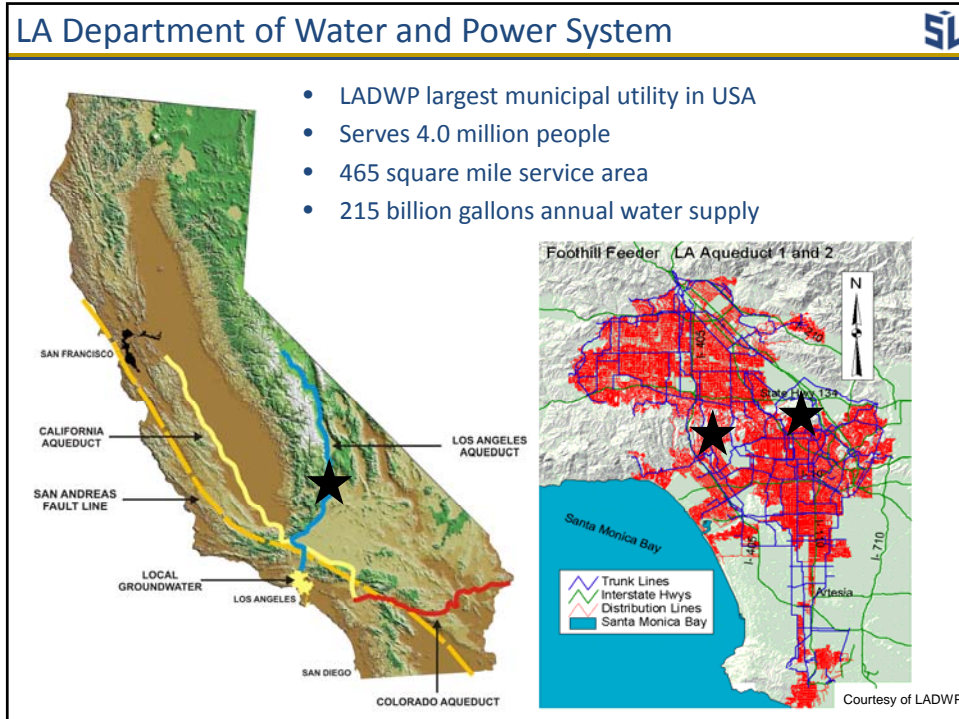 LA Department of Water and Power System
• LADWP largest municipal utility in USA
• Serves 4.0 million people
• 465 square mile service area
• 215 billion gallons annual water supply
SAN FRANCISCO
CALIFORNIA
AQUEDUCT
SAN ANDREAS
FAULT LINE
LOCAL
GROUNDWATER
LOS ANGELES
SAN DIEGO
LOS ANGELES
AQUEDUCT
COLORADO AQUEDUCT
Foothill Feeder LA Aqueduct 1 and 2
N
I-405
State Hwy 134
Santa Monica Bay
I-405
I-710
Artesia
Trunk Lines
Interstate Hwys
Distribution Lines
Santa Monica Bay
Courtesy of LADWP